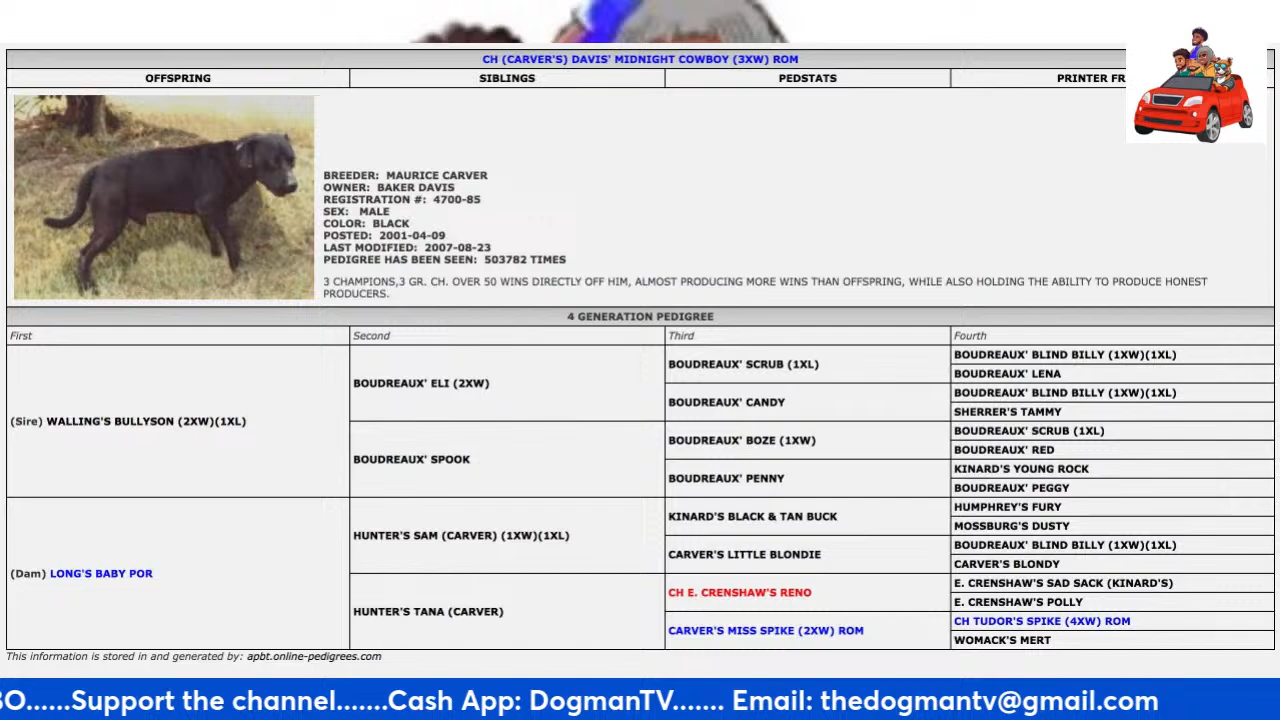 CH (CARVER'S) DAVIS' MIDNIGHT COWBOY (3XW) ROM
OFFSPRING SIBLINGS PEDSTATS PRINTER FR
BREEDER: MAURICE CARVER
OWNER: BAKER DAVIS
REGISTRATION #: 4700-85
SEX: MALE
COLOR: BLACK
POSTED: 2001-04-09
LAST MODIFIED: 2007-08-23
PEDIGREE HAS BEEN SEEN: 503782 TIMES
3 CHAMPIONS,3 GR. CH. OVER 50 WINS DIRECTLY OFF HIM, ALMOST PRODUCING MORE WINS THAN OFFSPRING, WHILE ALSO HOLDING THE ABILITY TO PRODUCE HONEST
PRODUCERS.
4 GENERATION PEDIGREE
First Second Third Fourth
(Sire) WALLING'S BULLYSON (2XW)(1XL)
BOUDREAUX' ELI (2XW)
BOUDREAUX' SCRUB (1XL)
BOUDREAUX' BLIND BILLY (1XW)(1XL)
BOUDREAUX' LENA
BOUDREAUX' CANDY
BOUDREAUX' BLIND BILLY (1XW)(1XL)
SHERRER'S TAMMY
BOUDREAUX' SPOOK
BOUDREAUX' BOZE (1XW)
BOUDREAUX' SCRUB (1XL)
BOUDREAUX' RED
BOUDREAUX' PENNY
KINARD'S YOUNG ROCK
BOUDREAUX' PEGGY
(Dam) LONG'S BABY POR
HUNTER'S SAM (CARVER) (1XW)(1XL)
KINARD'S BLACK & TAN BUCK
HUMPHREY'S FURY
MOSSBURG'S DUSTY
CARVER'S LITTLE BLONDIE
BOUDREAUX' BLIND BILLY (1XW)(1XL)
CARVER'S BLONDY
HUNTER'S TANA (CARVER)
CH E. CRENSHAW'S RENO
E. CRENSHAW'S SAD SACK (KINARD'S)
E. CRENSHAW'S POLLY
CARVER'S MISS SPIKE (2XW) ROM
CH TUDOR'S SPIKE (4XW) ROM
WOMACK'S MERT
This information is stored in and generated by: apbt.online-pedigrees.com
BO......Support the channel.......Cash App: DogmanTV....... Email: thedogmantv@gmail.com